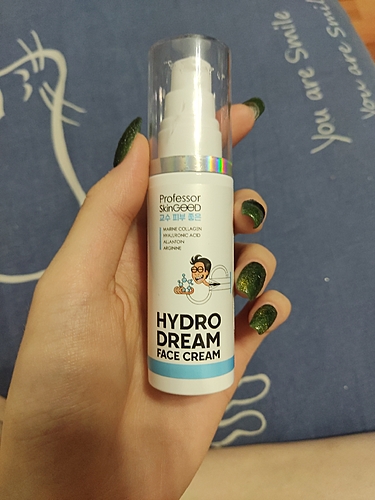 You are Smile
You are Smile
Professor
SkinGOOD
교수 피부 좋은
MARINE COLLAGEN
HYALURONIC ACID
ALLANTOIN
ARGININE
HYDRO
DREAM
FACE CREAM